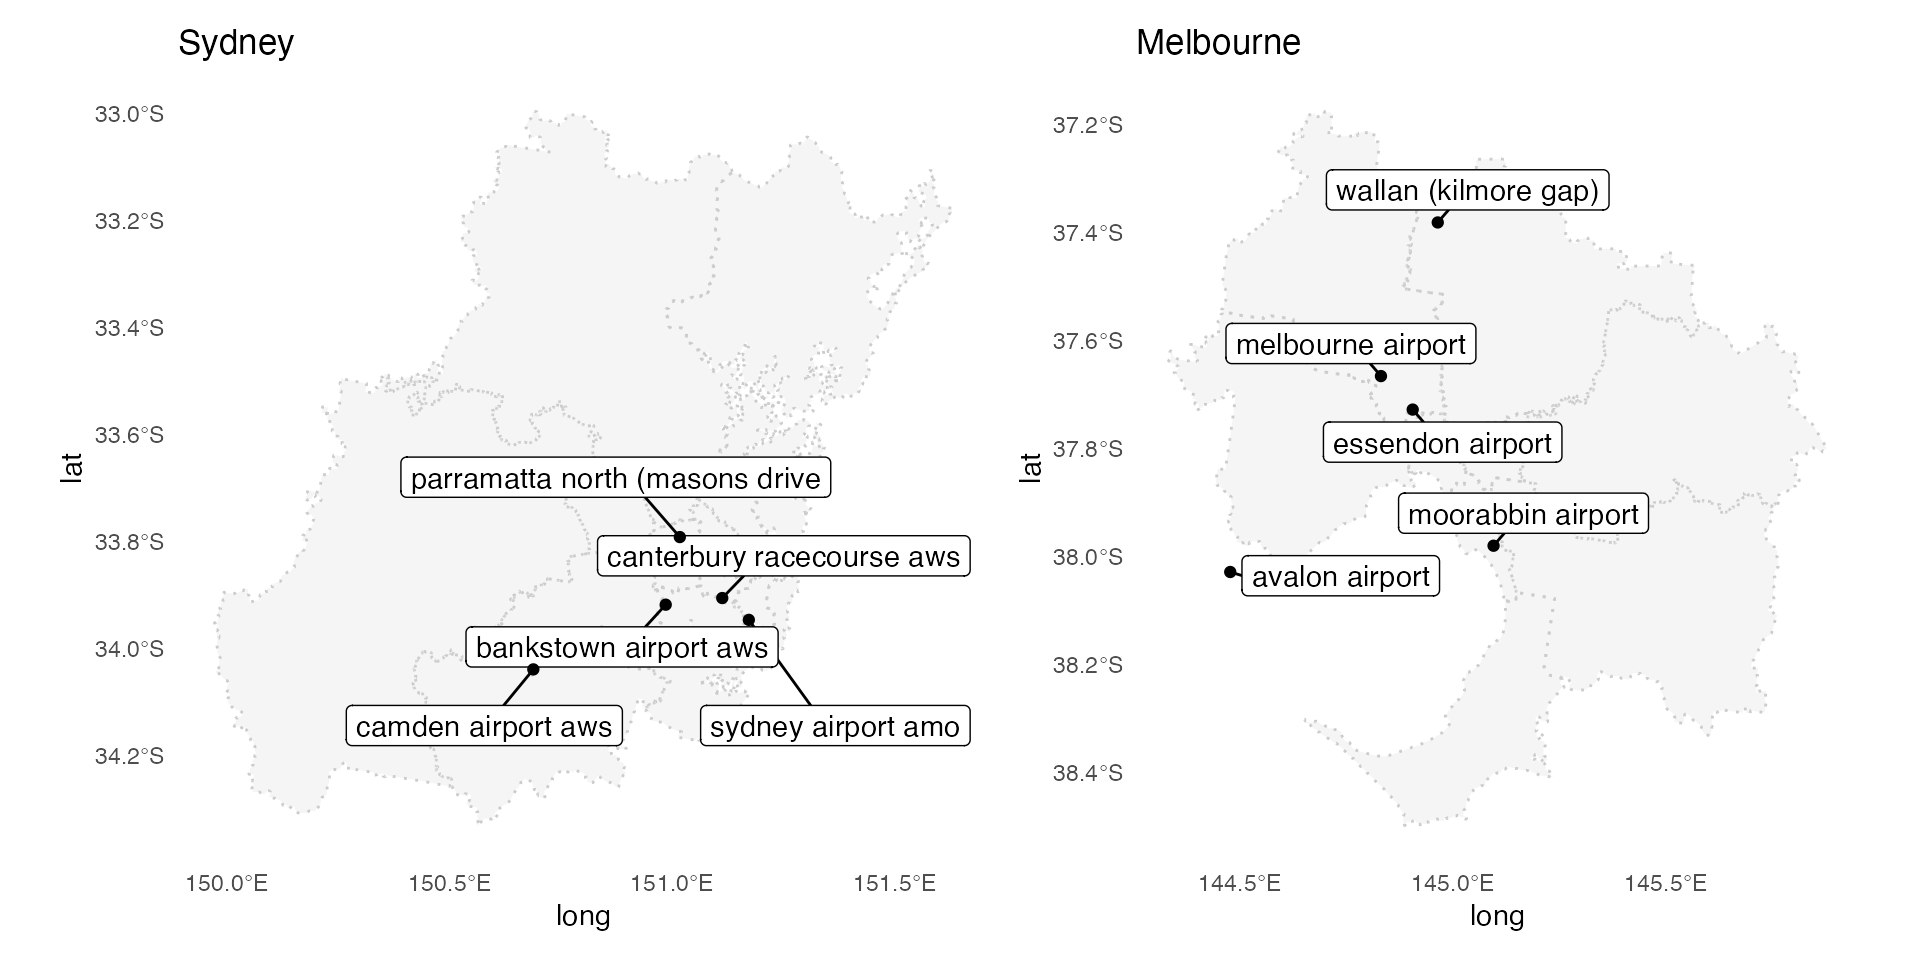 Sydney
33.0°S
33.2°S
33.4°S
33.6°S
33.8°S
34.0°S
34.2°S
lat
parramatta north (masons drive
canterbury racecourse aws
bankstown airport aws
camden airport aws
sydney airport amo
150.0°E
150.5°E
151.0°E
151.5°E
long
Melbourne
37.2°S
37.4°S
37.6°S
37.8°S
38.0°S
38.2°S
38.4°S
lat
wallan (kilmore gap)
melbourne airport
essendon airport
moorabbin airport
avalon airport
144.5°E
145.0°E
145.5°E
long